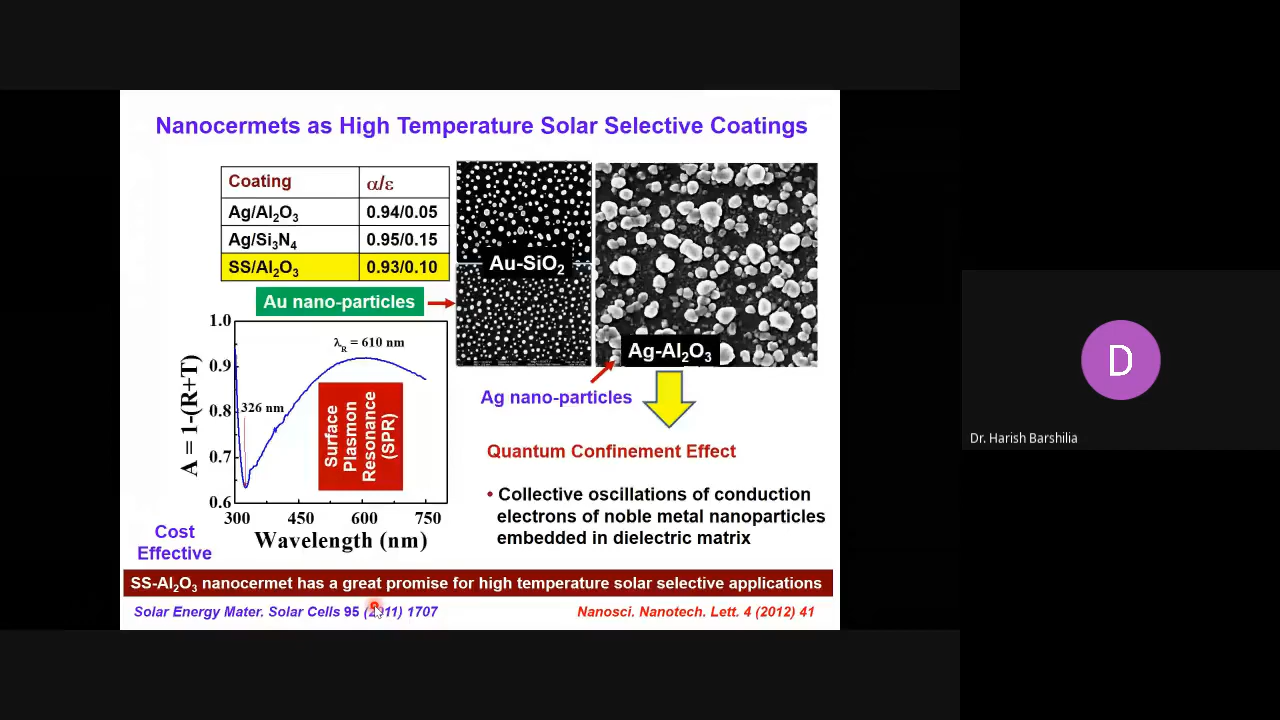 Nanocermets as High Temperature Solar Selective Coatings
Coating α/ε
Ag/Al₂O₃ 0.94/0.05
Ag/Si₃N₄ 0.95/0.15
SS/Al₂O₃ 0.93/0.10
Au-SiO₂
Au nano-particles
Ag-Al₂O₃
Ag nano-particles
1.0
0.9
0.8
0.7
0.6
A = 1-(R+T)
λR = 610 nm
326 nm
Surface
Plasmon
Resonance
(SPR)
300 450 600 750
Wavelength (nm)
Quantum Confinement Effect
• Collective oscillations of conduction
electrons of noble metal nanoparticles
embedded in dielectric matrix
Cost
Effective
SS-Al₂O₃ nanocermet has a great promise for high temperature solar selective applications
Solar Energy Mater. Solar Cells 95 (2011) 1707
Nanosci. Nanotech. Lett. 4 (2012) 41
D
Dr. Harish Barshilia